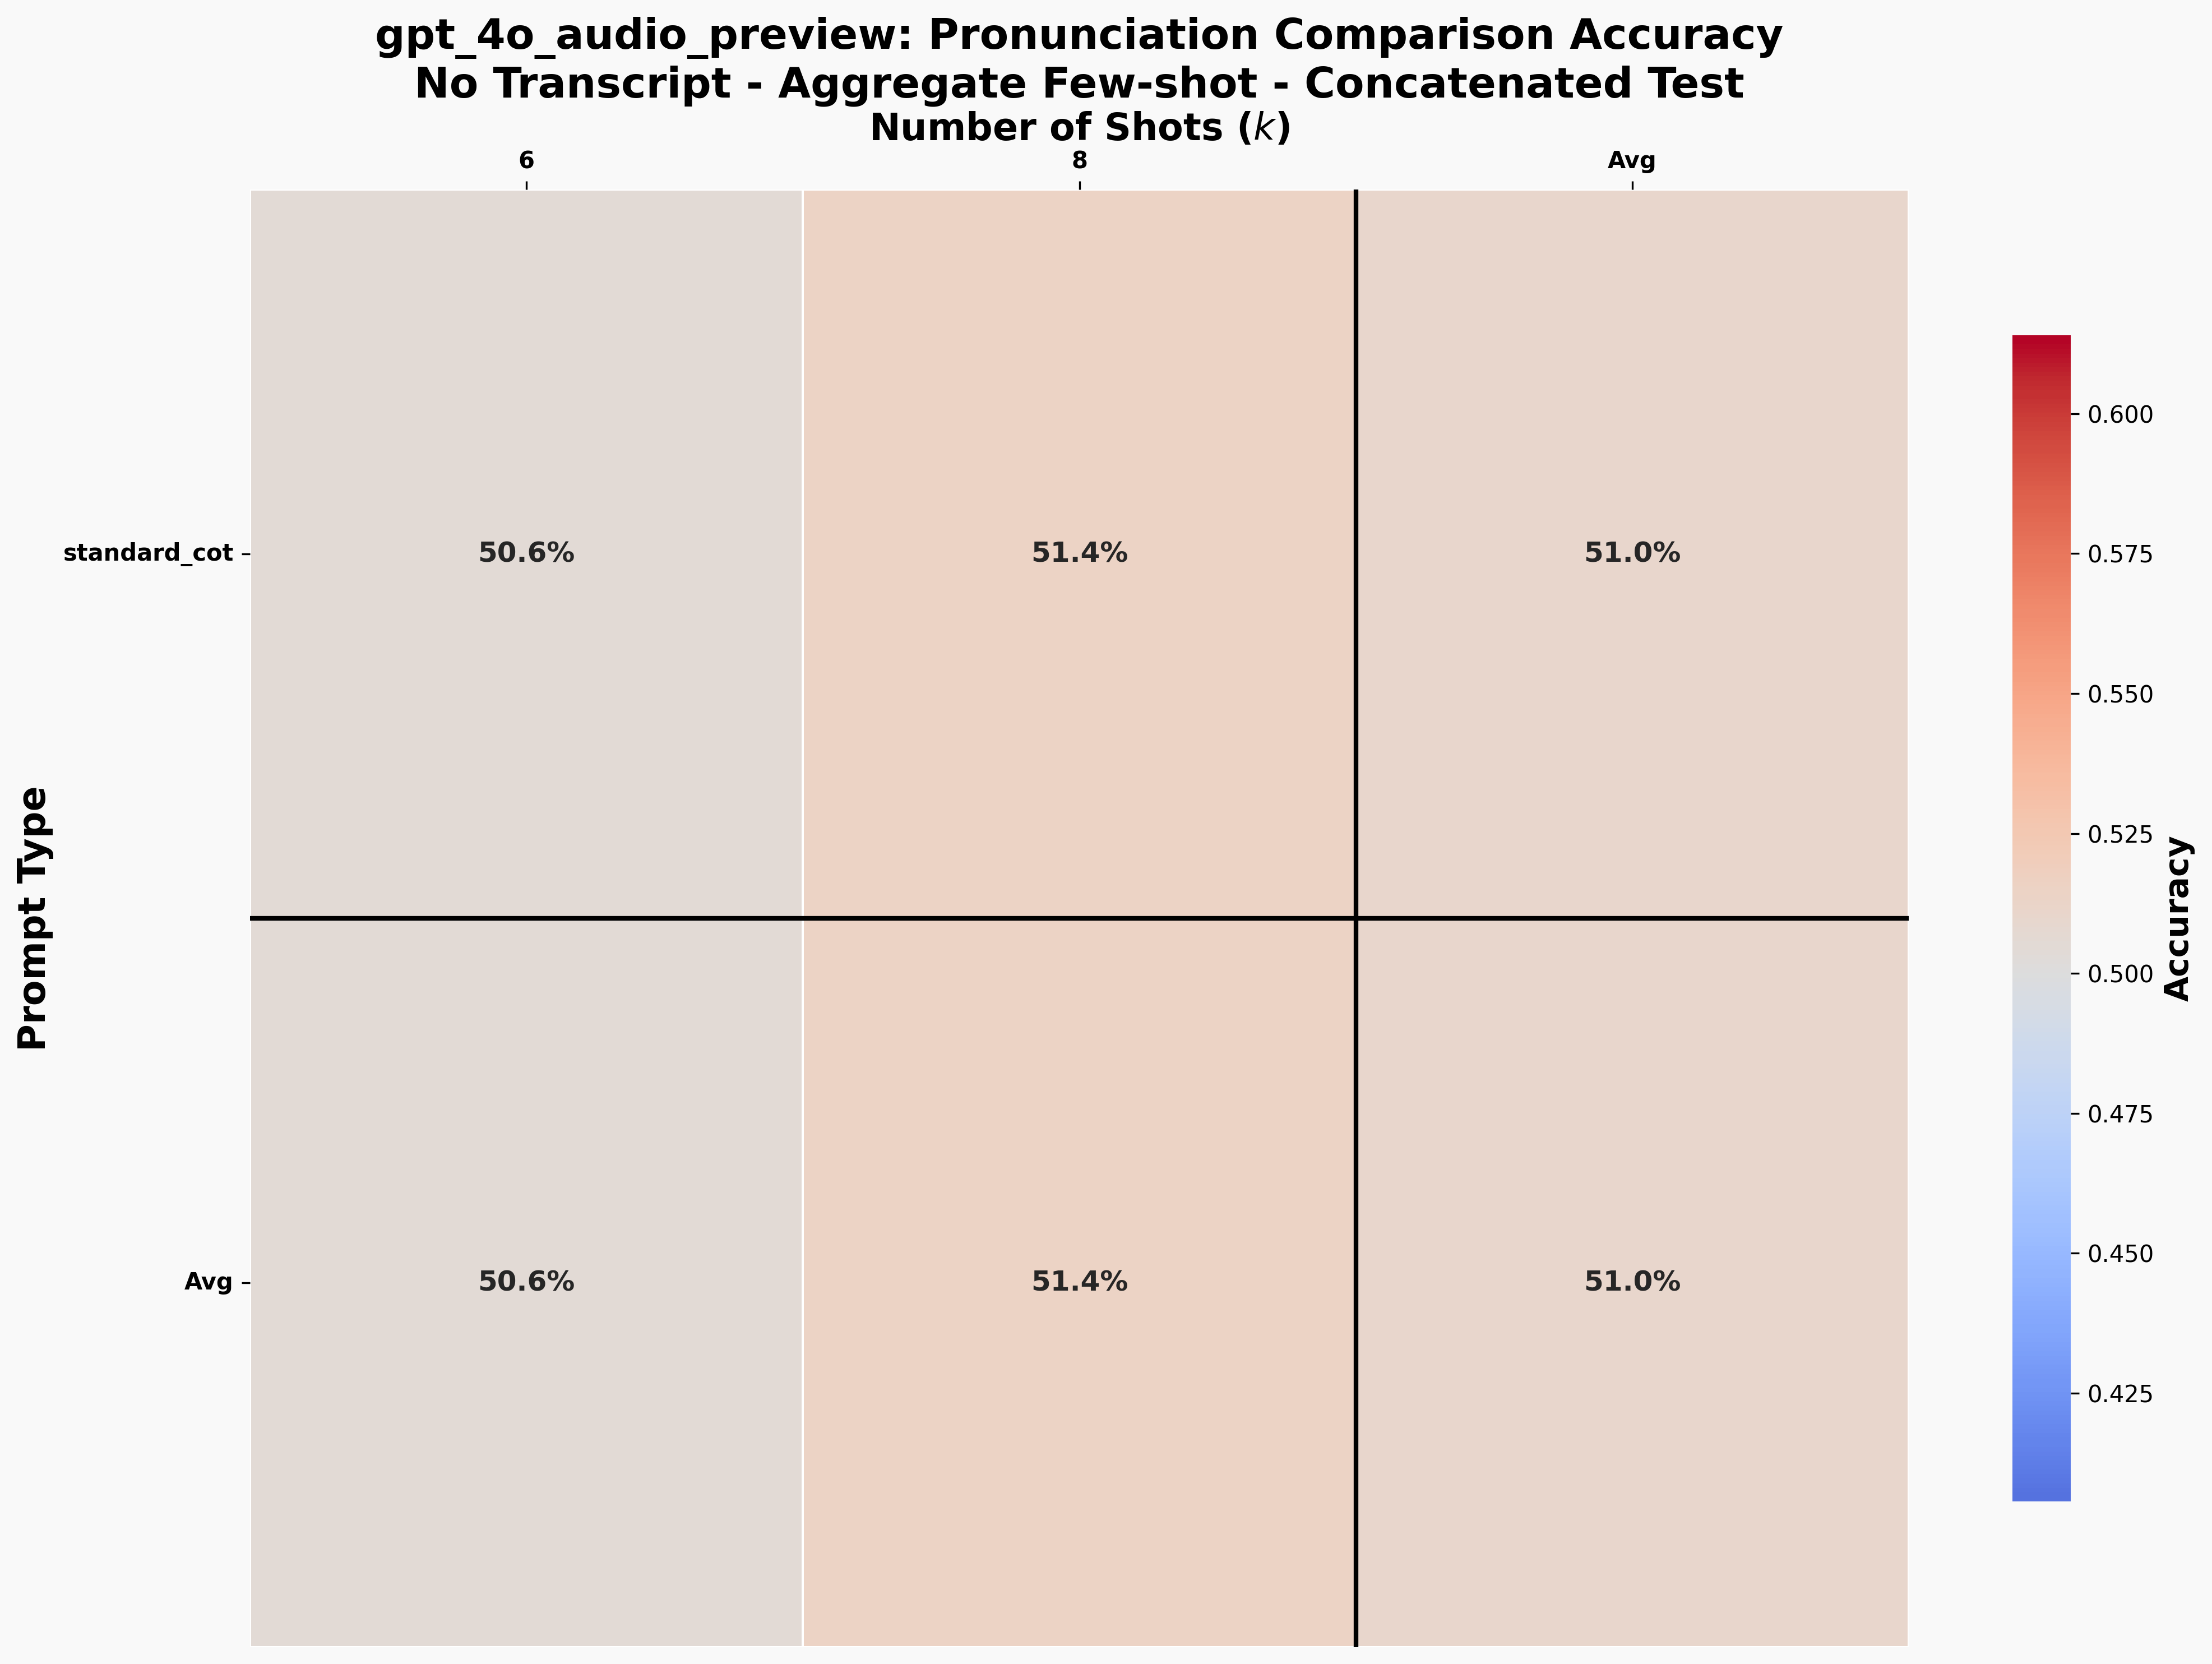 gpt_4o_audio_preview: Pronunciation Comparison Accuracy
No Transcript - Aggregate Few-shot - Concatenated Test
Number of Shots (k)
6 8 Avg
standard_cot 50.6% 51.4% 51.0%
Avg 50.6% 51.4% 51.0%
Prompt Type
0.600
0.575
0.550
0.525
0.500
0.475
0.450
0.425
Accuracy